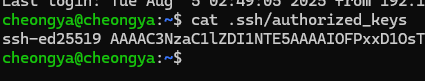 Last login: Tue Aug 5 02:49:05 2025 from 192.1
cheongya@cheongya:~$ cat .ssh/authorized_keys
ssh-ed25519 AAAAC3NzaC1lZDI1NTE5AAAAIOFPxxD1OsT
cheongya@cheongya:~$